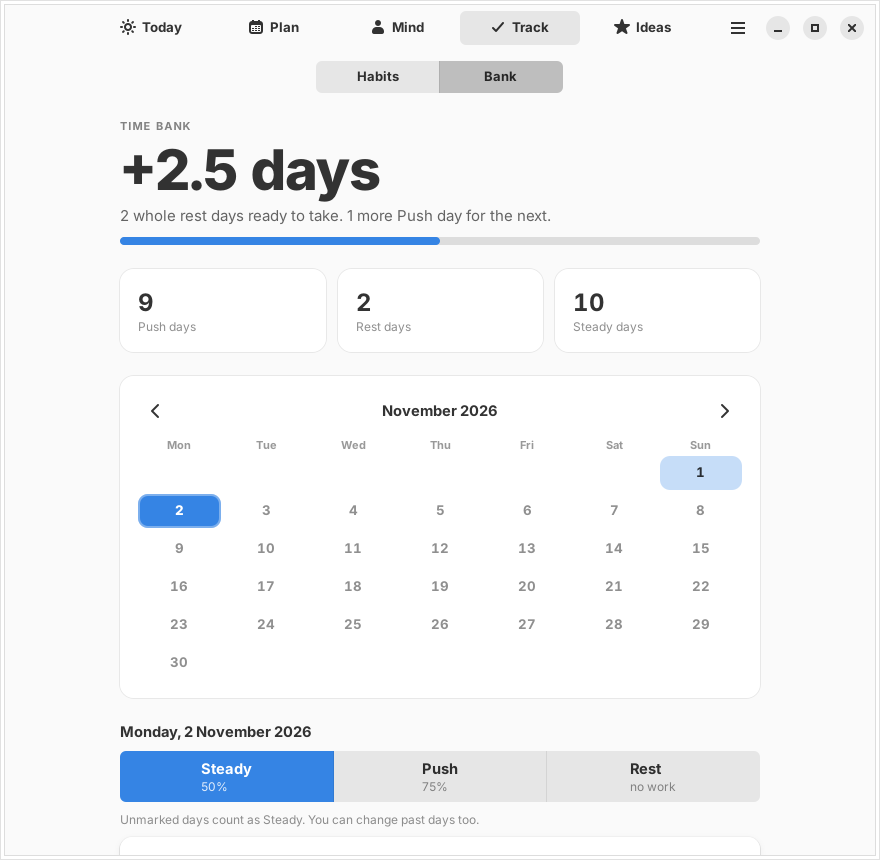 Today Plan Mind Track Ideas
Habits Bank
TIME BANK
+2.5 days
2 whole rest days ready to take. 1 more Push day for the next.
9 2 10
Push days Rest days Steady days
November 2026
Mon Tue Wed Thu Fri Sat Sun
1
2 3 4 5 6 7 8
9 10 11 12 13 14 15
16 17 18 19 20 21 22
23 24 25 26 27 28 29
30
Monday, 2 November 2026
Steady Push Rest
50% 75% no work
Unmarked days count as Steady. You can change past days too.